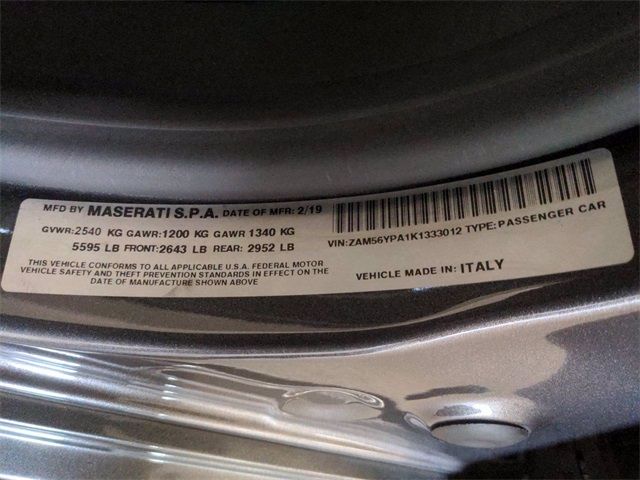 MFD BY MASERATI S.P.A. DATE OF MFR: 2/19
GVWR:2540 KG GAWR:1200 KG GAWR 1340 KG
5595 LB FRONT:2643 LB REAR: 2952 LB
THIS VEHICLE CONFORMS TO ALL APPLICABLE U.S.A. FEDERAL MOTOR
VEHICLE SAFETY AND THEFT PREVENTION STANDARDS IN EFFECT ON THE
DATE OF MANUFACTURE SHOWN ABOVE
VIN:ZAM56YPA1K1333012 TYPE:PASSENGER CAR
VEHICLE MADE IN: ITALY